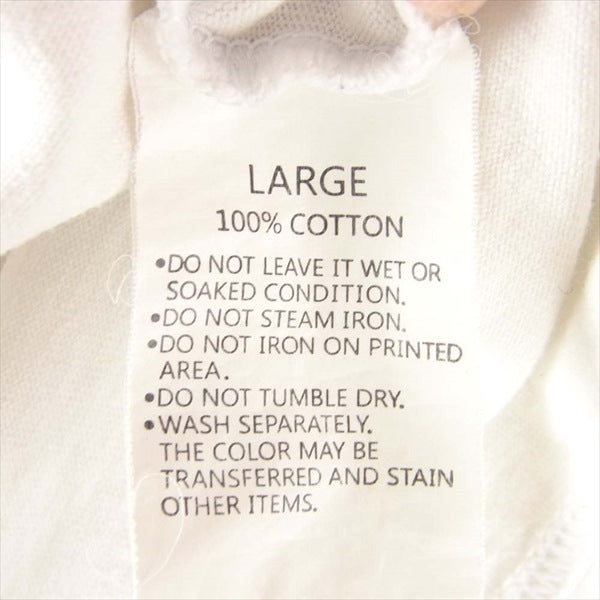 LARGE
100% COTTON
•DO NOT LEAVE IT WET OR
SOAKED CONDITION.
•DO NOT STEAM IRON.
•DO NOT IRON ON PRINTED
AREA.
•DO NOT TUMBLE DRY.
•WASH SEPARATELY.
THE COLOR MAY BE
TRANSFERRED AND STAIN
OTHER ITEMS.